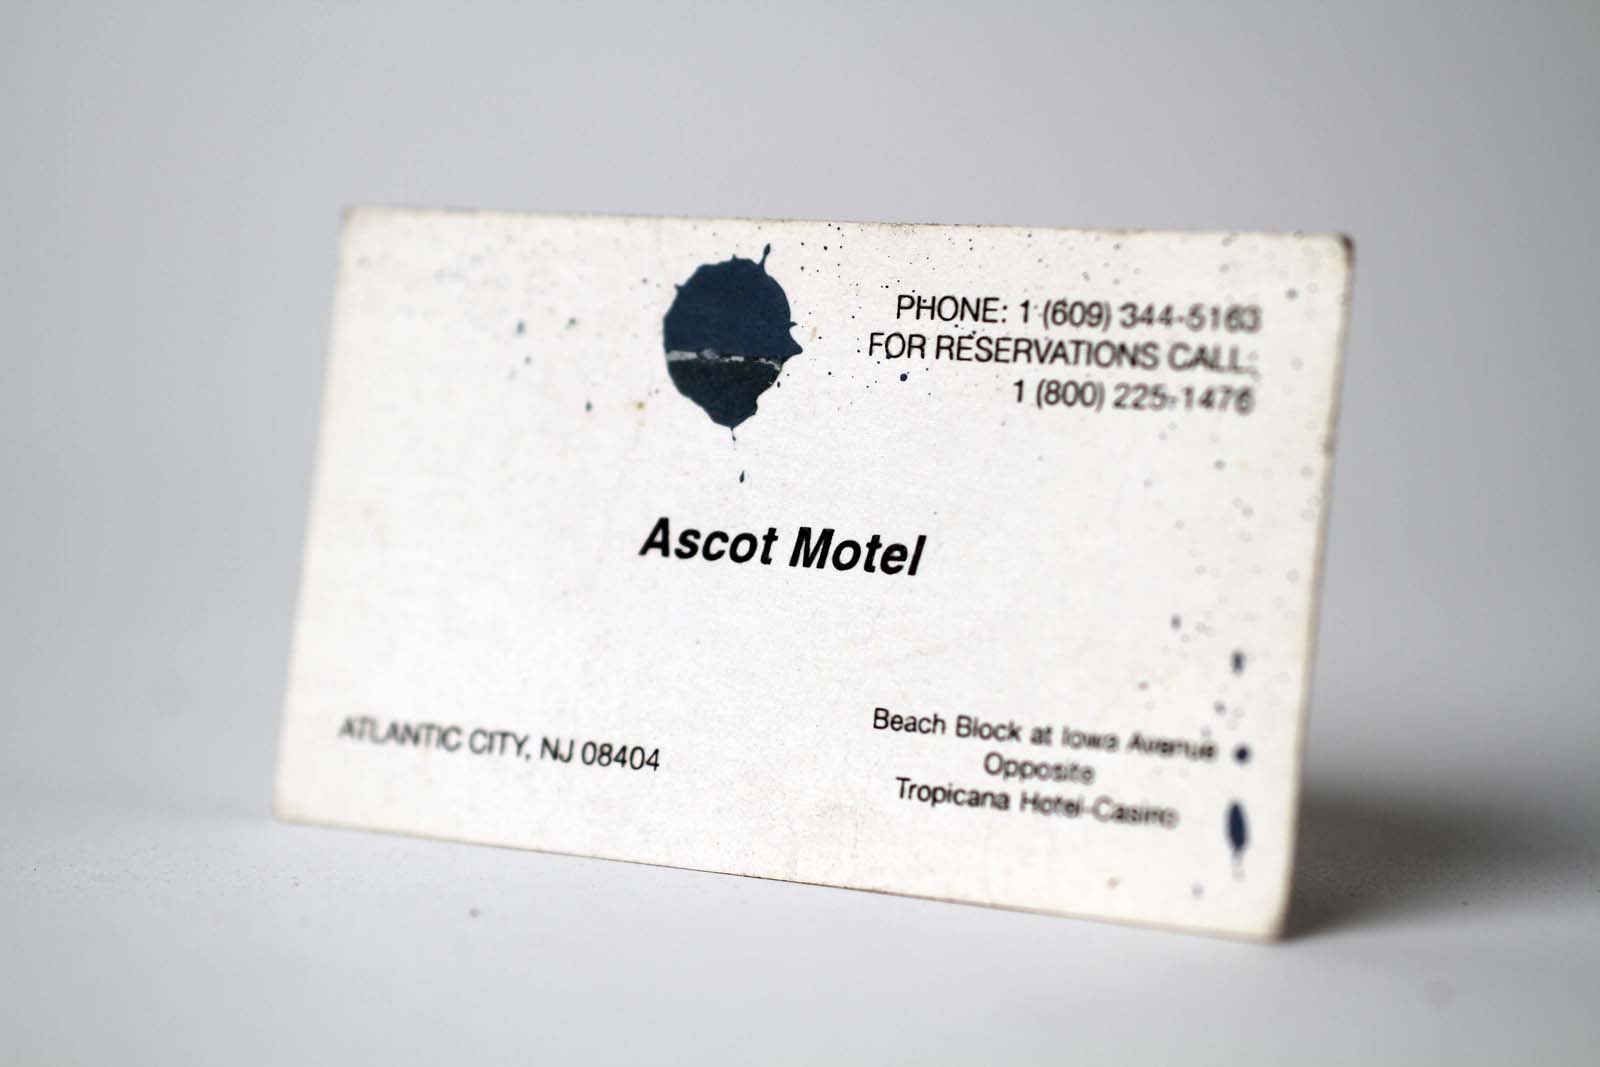 PHONE: 1 (609) 344-5163
FOR RESERVATIONS CALL:
1 (800) 225-1476
Ascot Motel
ATLANTIC CITY, NJ 08404
Beach Block at Iowa Avenue
Opposite
Tropicana Hotel-Casino